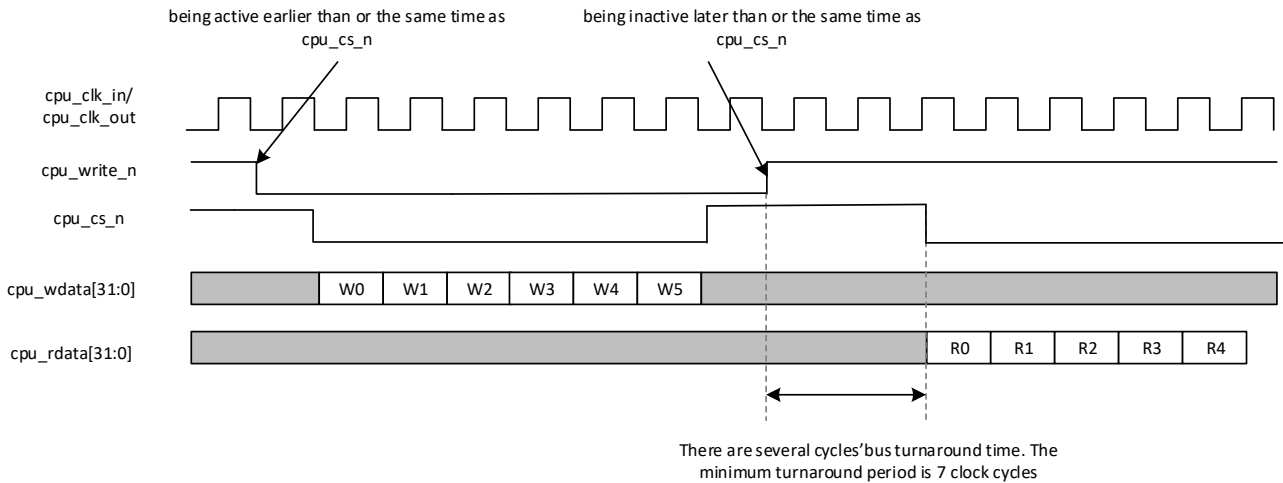 being active earlier than or the same time as
cpu_cs_n
being inactive later than or the same time as
cpu_cs_n
cpu_clk_in/
cpu_clk_out
cpu_write_n
cpu_cs_n
cpu_wdata[31:0]
W0 W1 W2 W3 W4 W5
cpu_rdata[31:0]
R0 R1 R2 R3 R4
There are several cycles’bus turnaround time. The
minimum turnaround period is 7 clock cycles